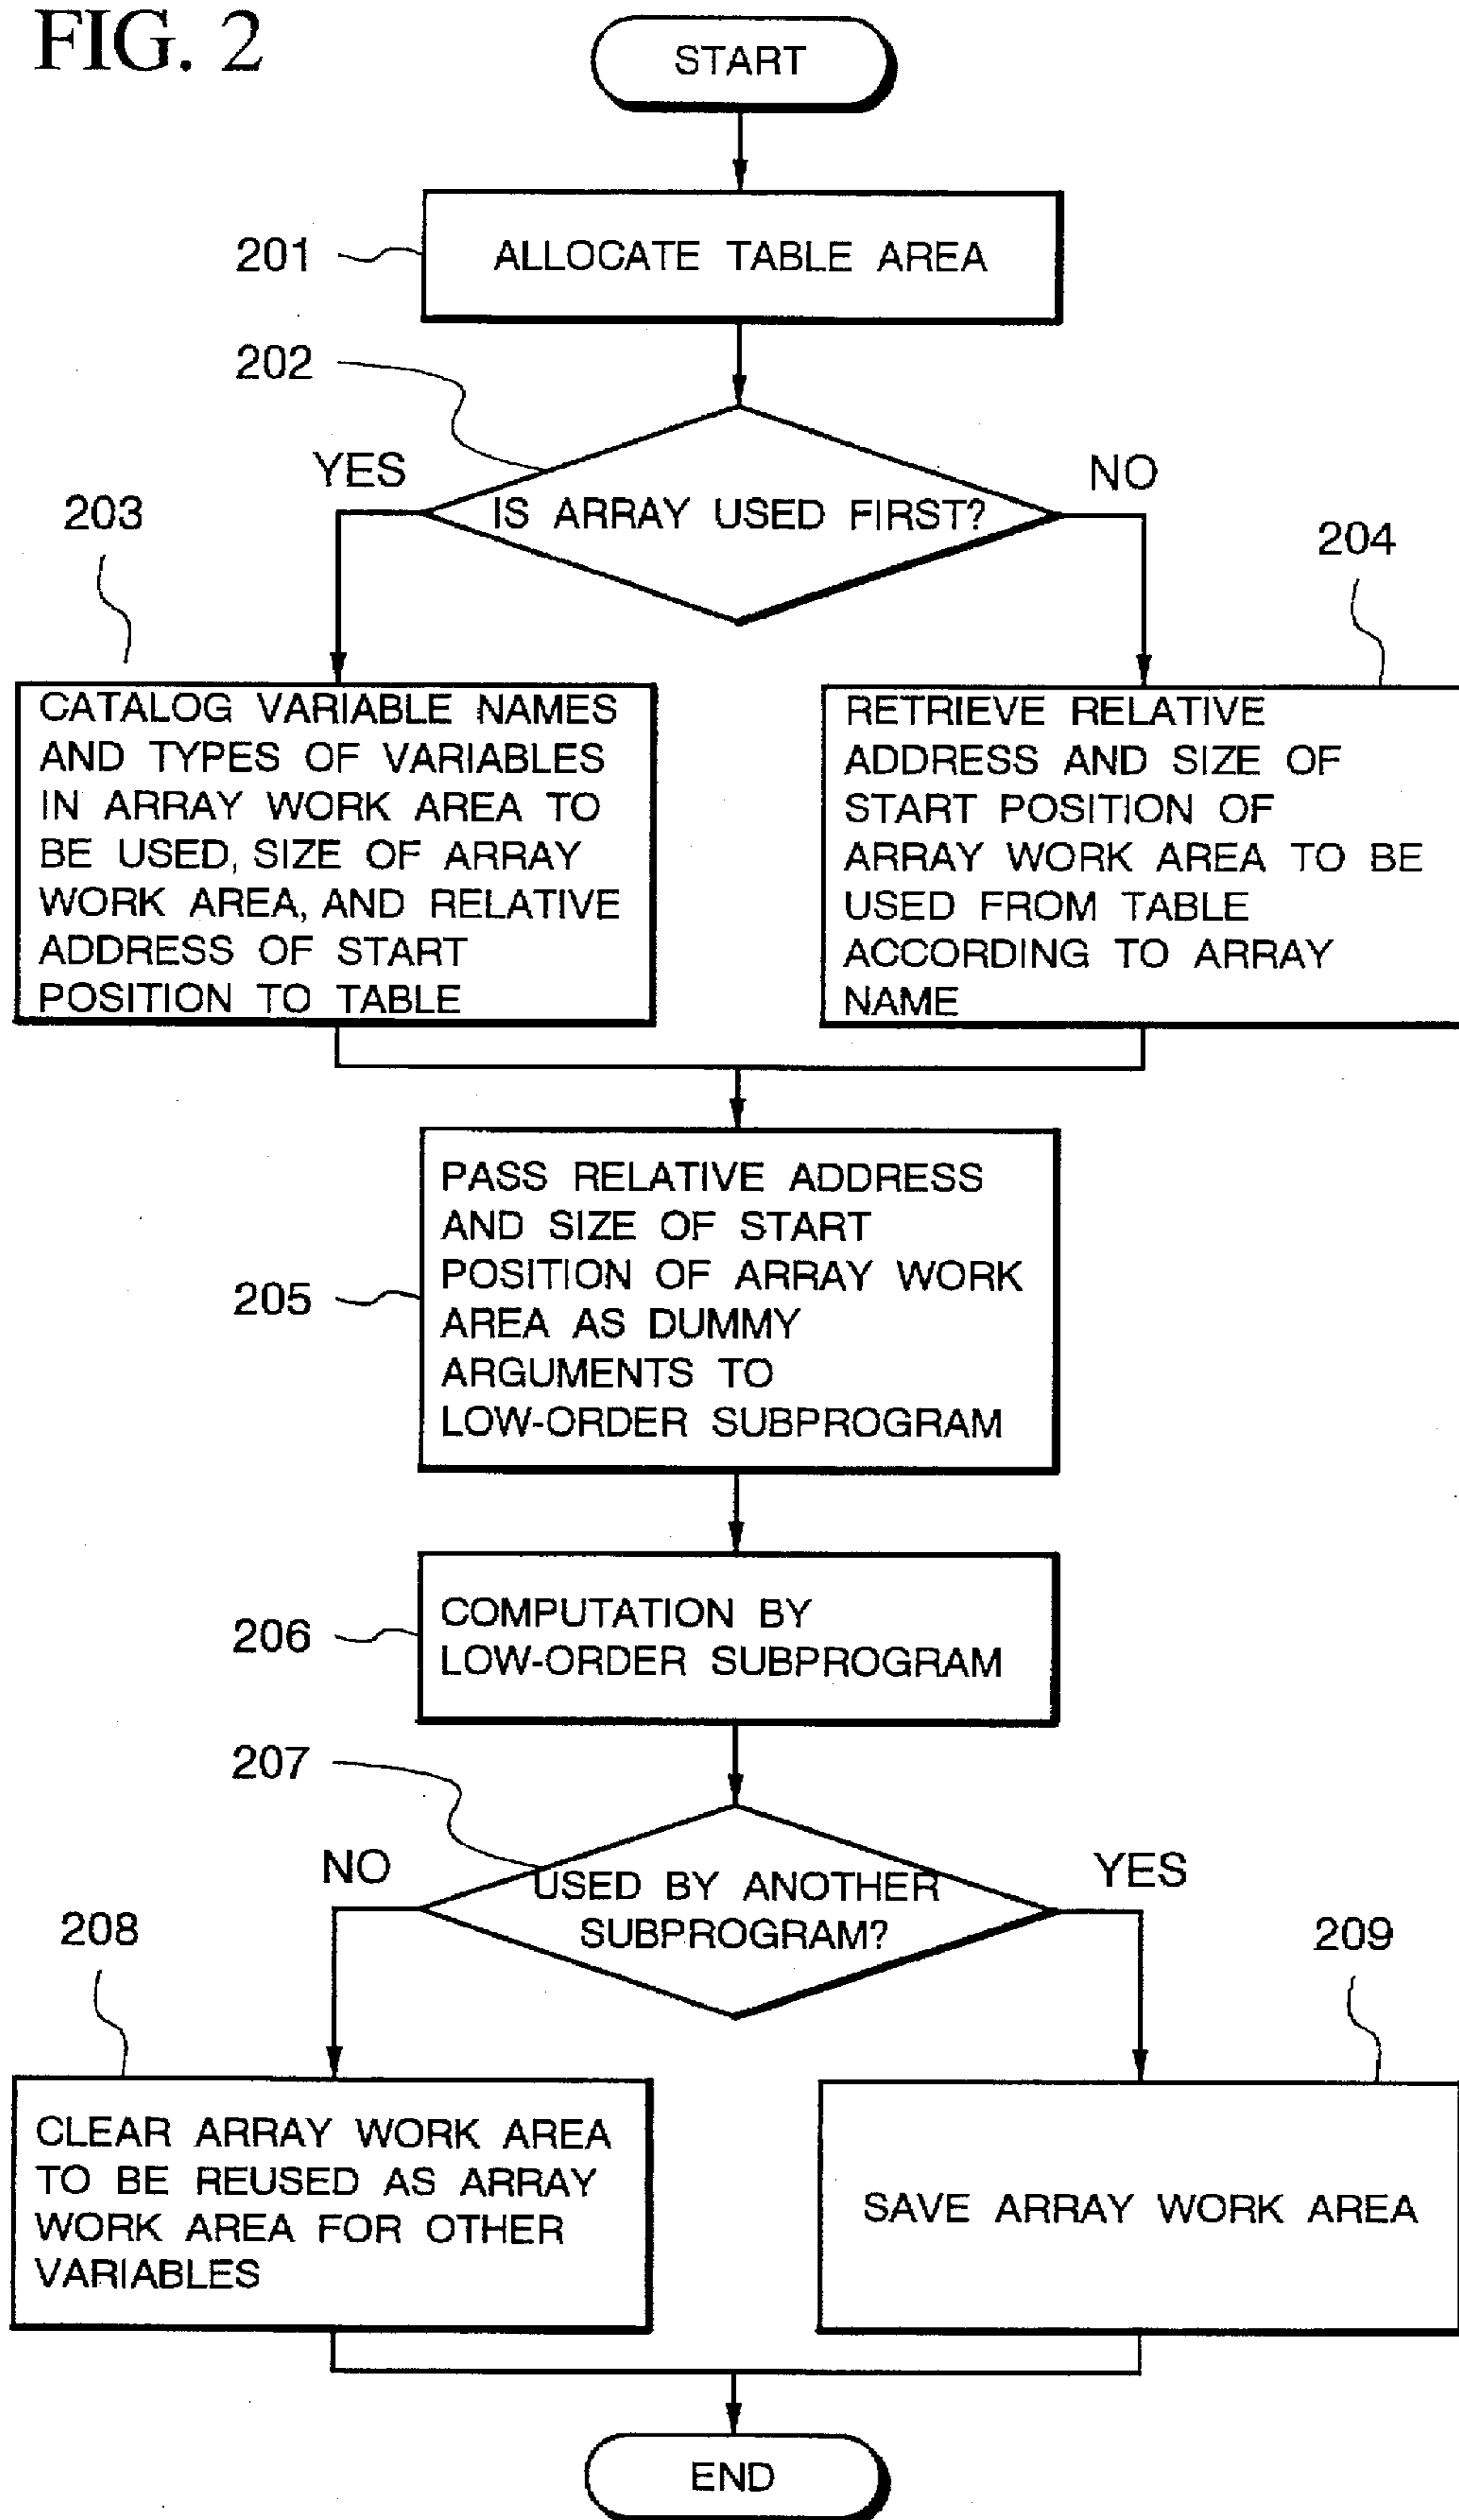 FIG. 2
START
201
ALLOCATE TABLE AREA
202
YES
NO
IS ARRAY USED FIRST?
203
204
CATALOG VARIABLE NAMES
AND TYPES OF VARIABLES
IN ARRAY WORK AREA TO
BE USED, SIZE OF ARRAY
WORK AREA, AND RELATIVE
ADDRESS OF START
POSITION TO TABLE
RETRIEVE RELATIVE
ADDRESS AND SIZE OF
START POSITION OF
ARRAY WORK AREA TO BE
USED FROM TABLE
ACCORDING TO ARRAY
NAME
205
PASS RELATIVE ADDRESS
AND SIZE OF START
POSITION OF ARRAY WORK
AREA AS DUMMY
ARGUMENTS TO
LOW-ORDER SUBPROGRAM
206
COMPUTATION BY
LOW-ORDER SUBPROGRAM
207
NO
YES
USED BY ANOTHER
SUBPROGRAM?
208
209
CLEAR ARRAY WORK AREA
TO BE REUSED AS ARRAY
WORK AREA FOR OTHER
VARIABLES
SAVE ARRAY WORK AREA
END